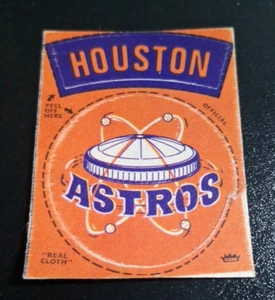 HOUSTON
PEEL
OFF
HERE
OFFICIAL
ASTROS
"REAL
CLOTH"